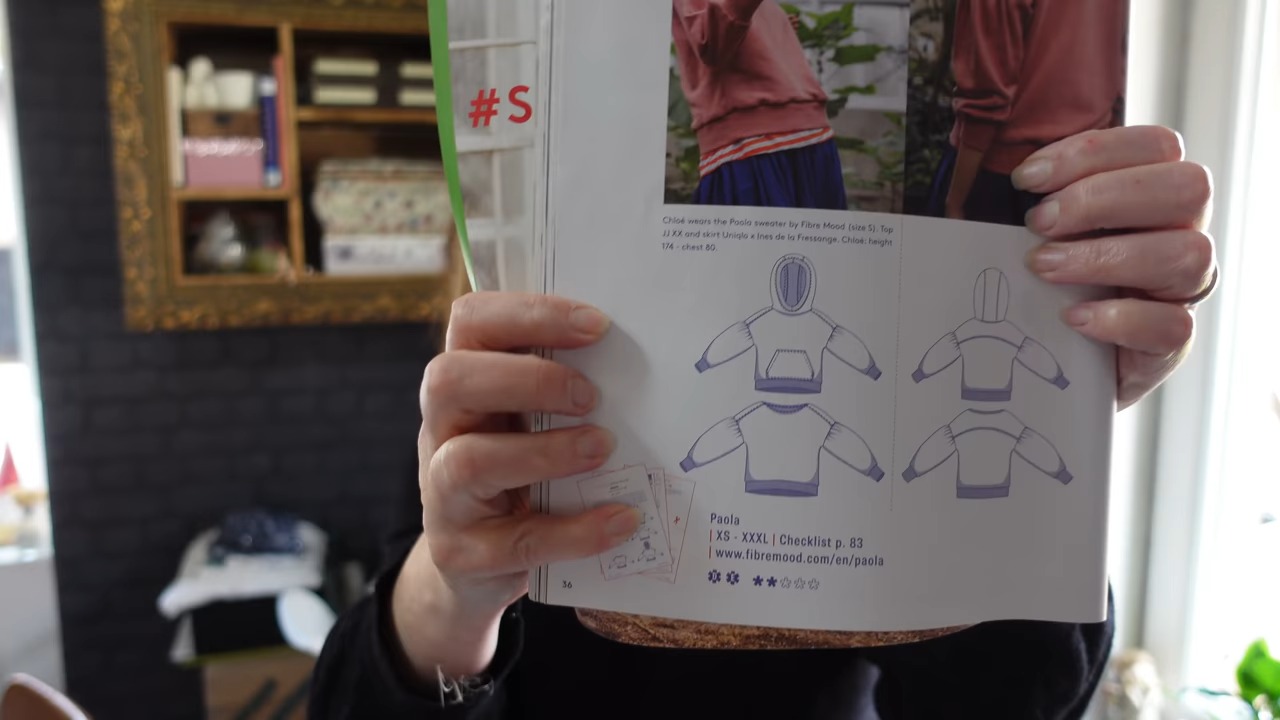 #S
Chloé wears the Paola sweater by Fibre Mood (size S). Top
JJ XX and skirt Uniqlo x Ines de la Fressange. Chloé: height
174 - chest 80.
Paola
XS - XXXL | Checklist p. 83
www.fibremood.com/en/paola
36